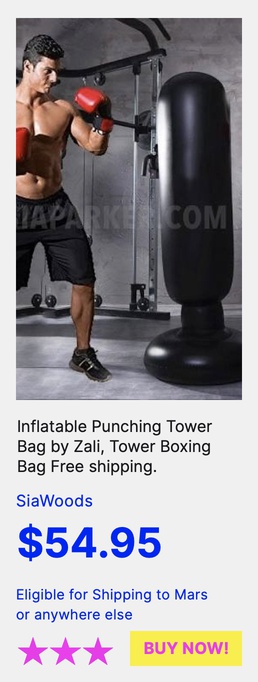 IAPARKER.COM
Inflatable Punching Tower
Bag by Zali, Tower Boxing
Bag Free shipping.
SiaWoods
$54.95
Eligible for Shipping to Mars
or anywhere else
BUY NOW!